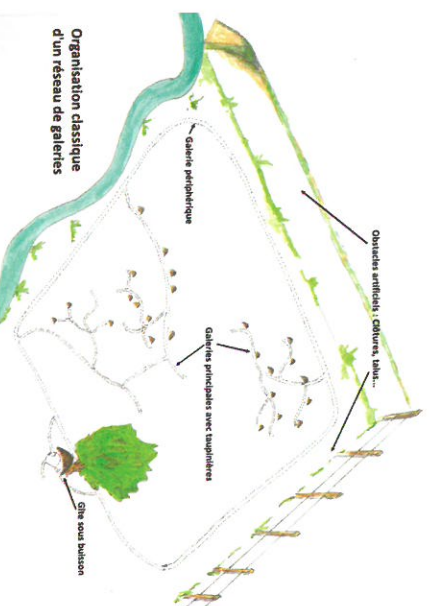 Organisation classique
d'un réseau de galeries
Galerie périphérique
Obstacles artificiels : Clôtures, talus...
Galeries principales avec taupinières
Gîte sous buisson